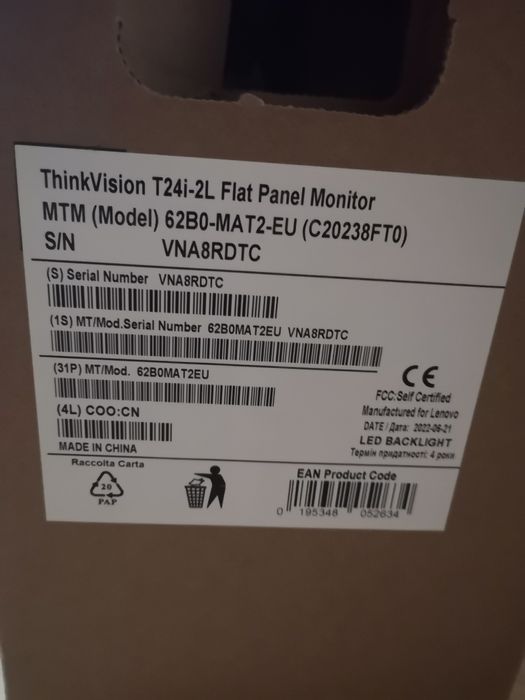 ThinkVision T24i-2L Flat Panel Monitor
MTM (Model) 62B0-MAT2-EU (C20238FT0)
S/N VNA8RDTC
(S) Serial Number VNA8RDTC
(1S) MT/Mod.Serial Number 62B0MAT2EU VNA8RDTC
(31P) MT/Mod. 62B0MAT2EU
(4L) COO:CN
MADE IN CHINA
CE
FCC:Self Certified
Manufactured for Lenovo
DATE / Дата: 2022-06-21
LED BACKLIGHT
Термін придатності: 4 роки
Raccolta Carta
20
PAP
EAN Product Code
0 195348 052634